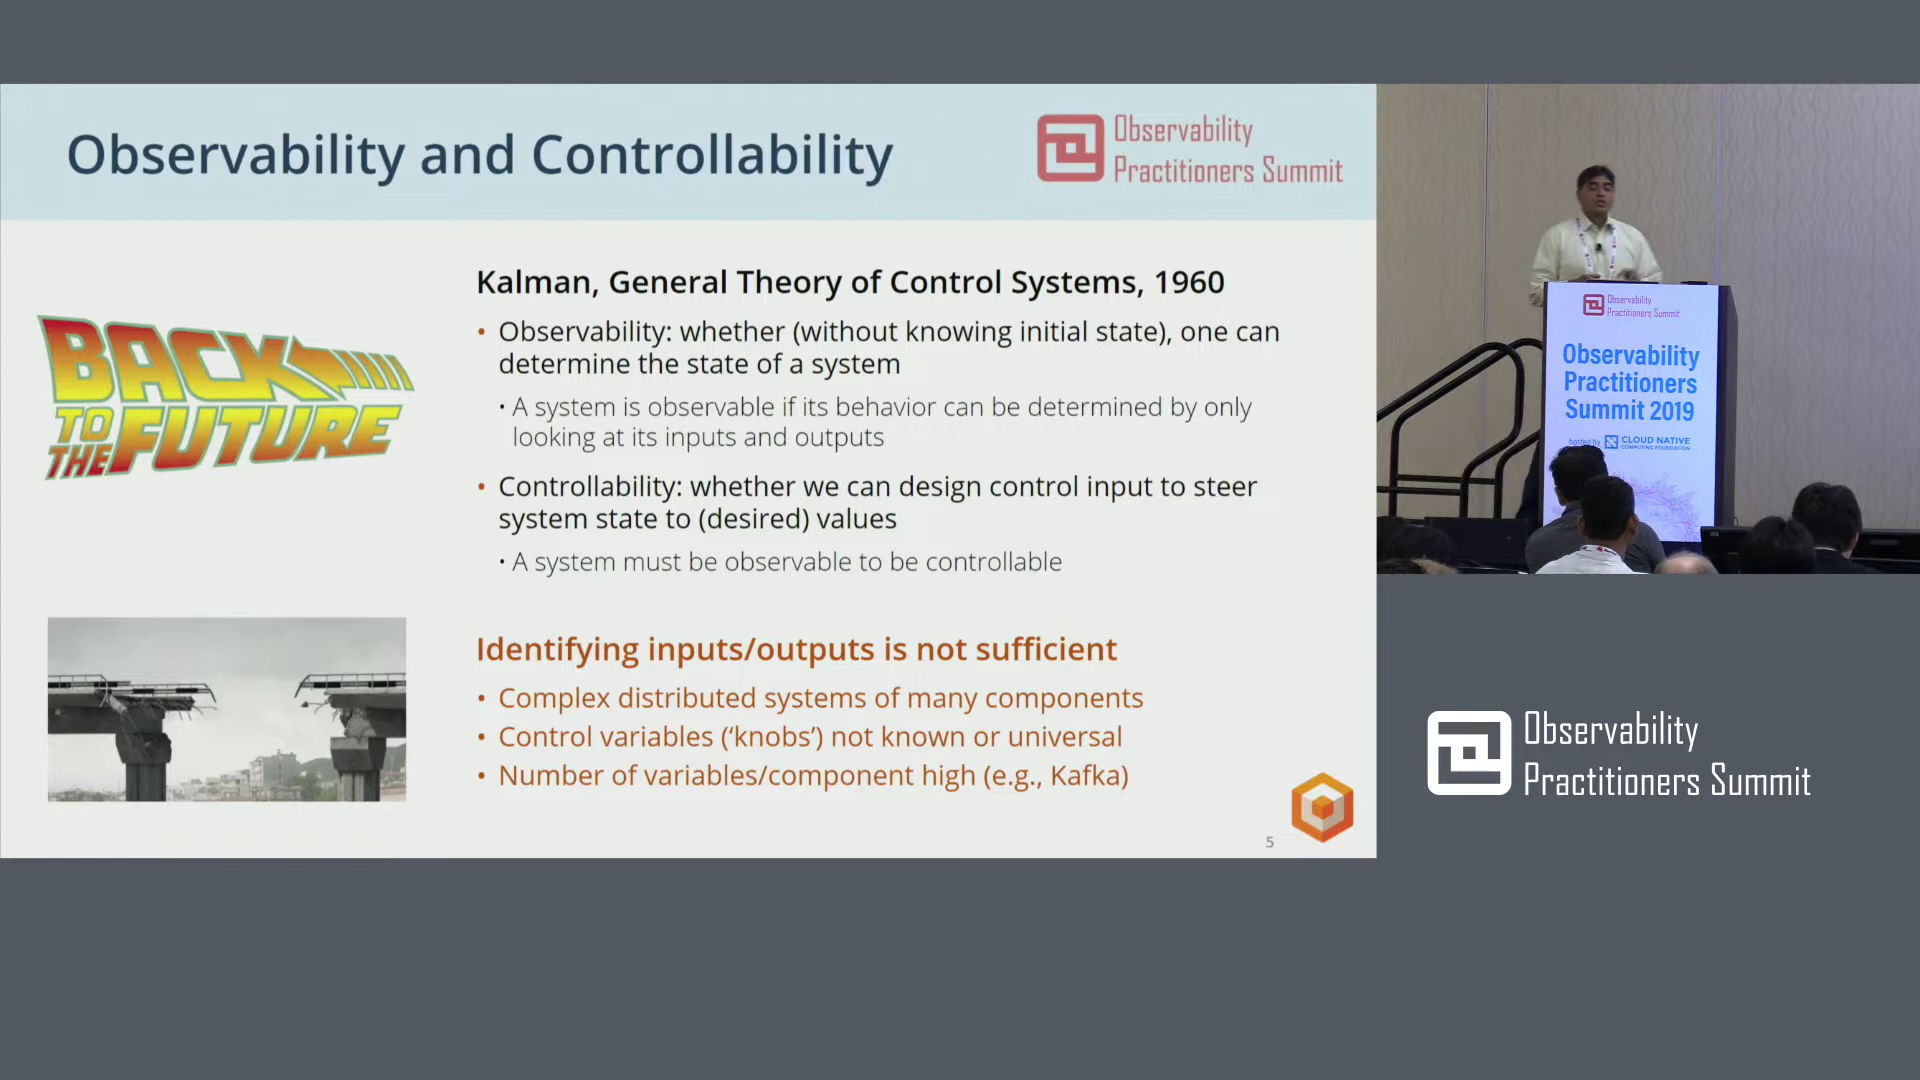 Observability and Controllability
Observability
Practitioners Summit
BACK
TO
THE FUTURE
Kalman, General Theory of Control Systems, 1960
• Observability: whether (without knowing initial state), one can
determine the state of a system
• A system is observable if its behavior can be determined by only
looking at its inputs and outputs
• Controllability: whether we can design control input to steer
system state to (desired) values
• A system must be observable to be controllable
Identifying inputs/outputs is not sufficient
• Complex distributed systems of many components
• Control variables (‘knobs’) not known or universal
• Number of variables/component high (e.g., Kafka)
5
Observability
Practitioners Summit
Observability
Practitioners
Summit 2019
hosted by CLOUD NATIVE
COMPUTING FOUNDATION
Observability
Practitioners Summit